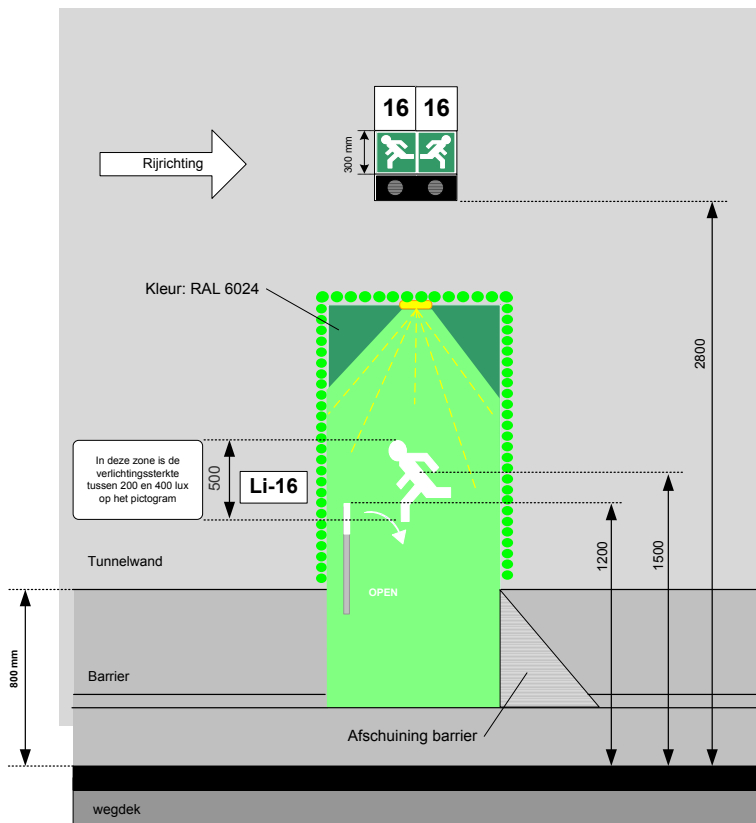 16 16
300 mm
Rijrichting
Kleur: RAL 6024
2800
In deze zone is de
verlichtingssterkte
tussen 200 en 400 lux
op het pictogram
500
Li-16
1200
1500
Tunnelwand
OPEN
800 mm
Barrier
Afschuining barrier
wegdek